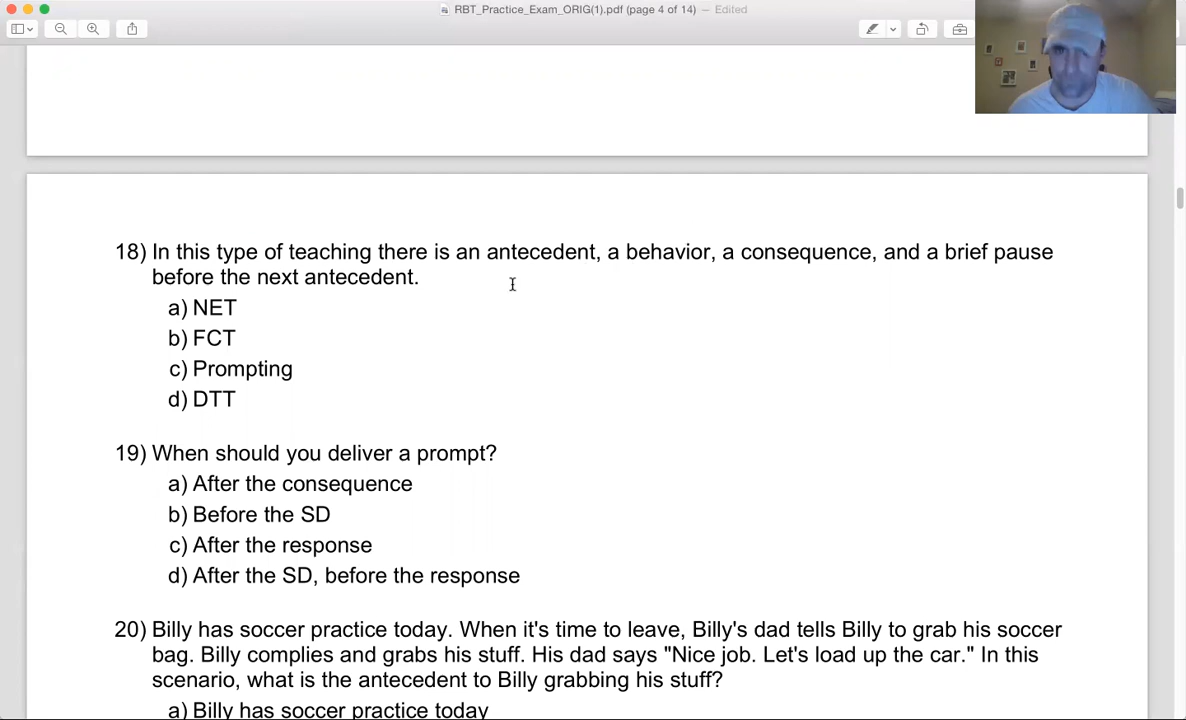 RBT_Practice_Exam_ORIG(1).pdf (page 4 of 14) — Edited
18) In this type of teaching there is an antecedent, a behavior, a consequence, and a brief pause
before the next antecedent.
a) NET
b) FCT
c) Prompting
d) DTT
19) When should you deliver a prompt?
a) After the consequence
b) Before the SD
c) After the response
d) After the SD, before the response
20) Billy has soccer practice today. When it's time to leave, Billy's dad tells Billy to grab his soccer
bag. Billy complies and grabs his stuff. His dad says "Nice job. Let's load up the car." In this
scenario, what is the antecedent to Billy grabbing his stuff?
a) Billy has soccer practice today